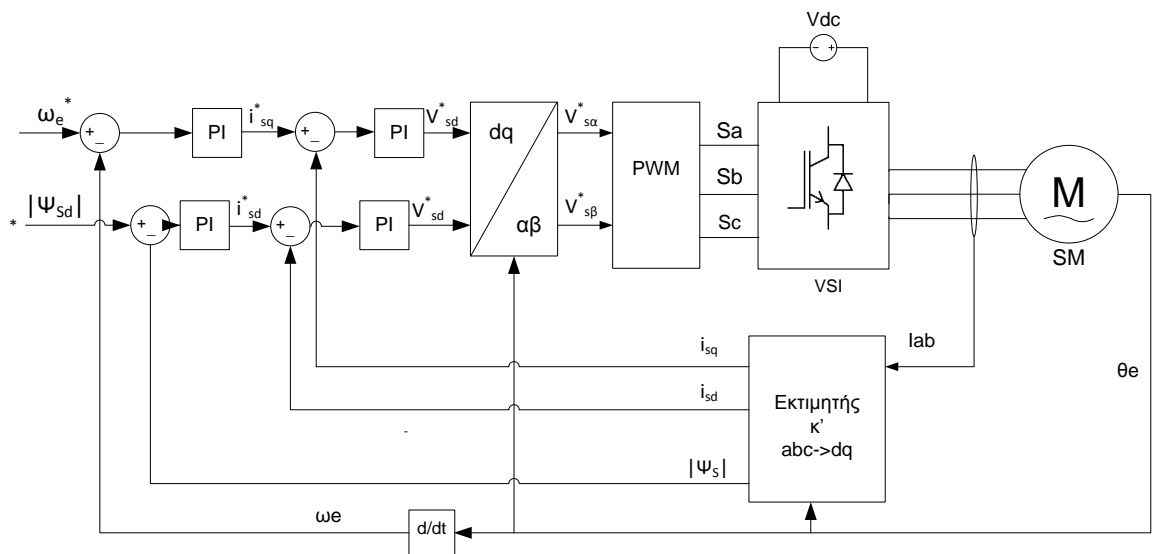 Vdc
- +
ωe*
+
_
PI
i*sq
+
_
PI
V*sd
dq
αβ
V*sα
PWM
Sa
Sb
Sc
VSI
M
SM
* |Ψsd|
+
_
PI
i*sd
+
_
PI
V*sd
V*sβ
isq
isd
-
|Ψs|
Iab
Εκτιμητής
κ'
abc->dq
θe
ωe
d/dt